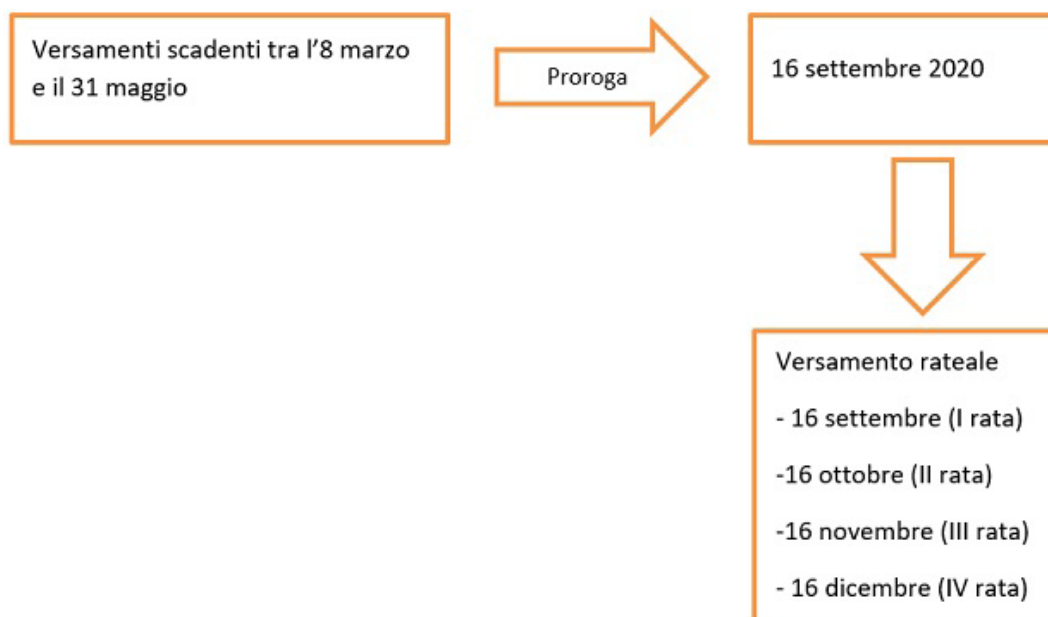 Versamenti scadenti tra l'8 marzo
e il 31 maggio
Proroga
16 settembre 2020
Versamento rateale
- 16 settembre (I rata)
-16 ottobre (II rata)
-16 novembre (III rata)
- 16 dicembre (IV rata)